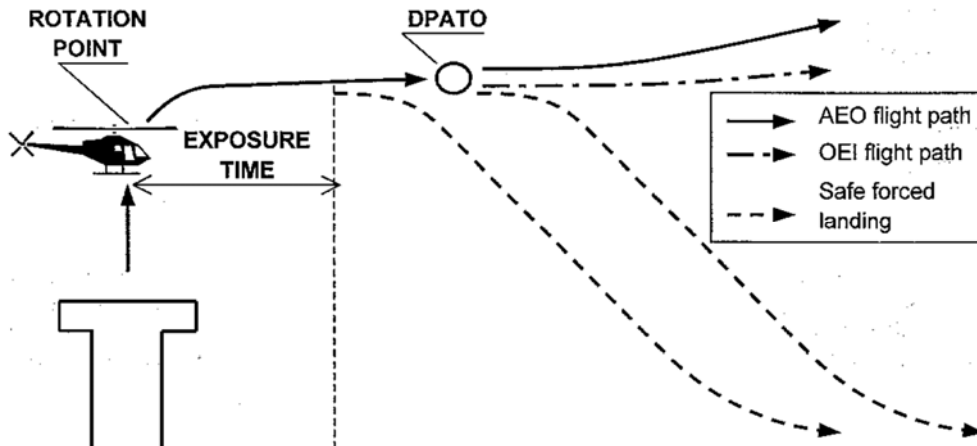 ROTATION
POINT
DPATO
EXPOSURE
TIME
AEO flight path
OEI flight path
Safe forced
landing